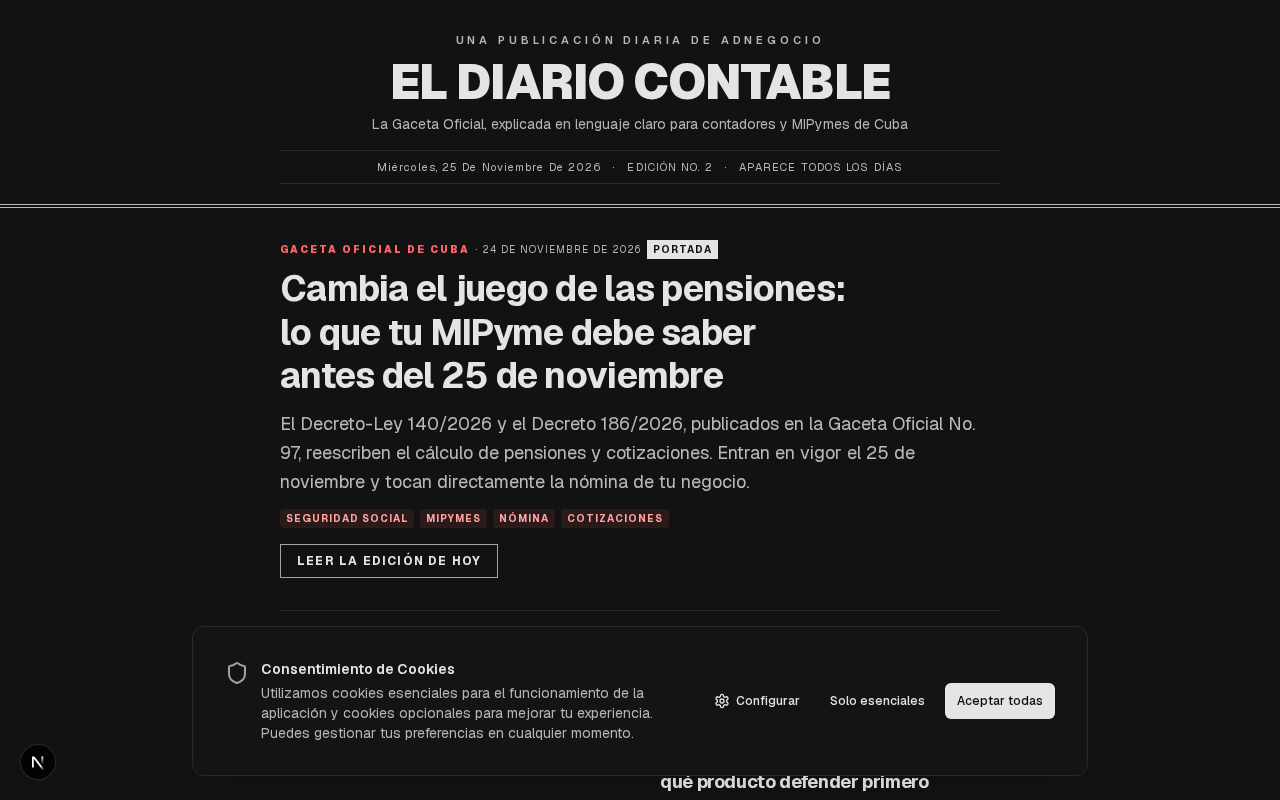 UNA PUBLICACIÓN DIARIA DE ADNEGOCIO
EL DIARIO CONTABLE
La Gaceta Oficial, explicada en lenguaje claro para contadores y MIPymes de Cuba
Miércoles, 25 De Noviembre De 2026 · EDICIÓN NO. 2 · APARECE TODOS LOS DÍAS
GACETA OFICIAL DE CUBA · 24 DE NOVIEMBRE DE 2026 PORTADA
Cambia el juego de las pensiones:
lo que tu MIPyme debe saber
antes del 25 de noviembre
El Decreto-Ley 140/2026 y el Decreto 186/2026, publicados en la Gaceta Oficial No.
97, reescriben el cálculo de pensiones y cotizaciones. Entran en vigor el 25 de
noviembre y tocan directamente la nómina de tu negocio.
SEGURIDAD SOCIAL MIPYMES NÓMINA COTIZACIONES
LEER LA EDICIÓN DE HOY
Consentimiento de Cookies
Utilizamos cookies esenciales para el funcionamiento de la
aplicación y cookies opcionales para mejorar tu experiencia.
Puedes gestionar tus preferencias en cualquier momento.
Configurar
Solo esenciales
Aceptar todas
N
qué producto defender primero